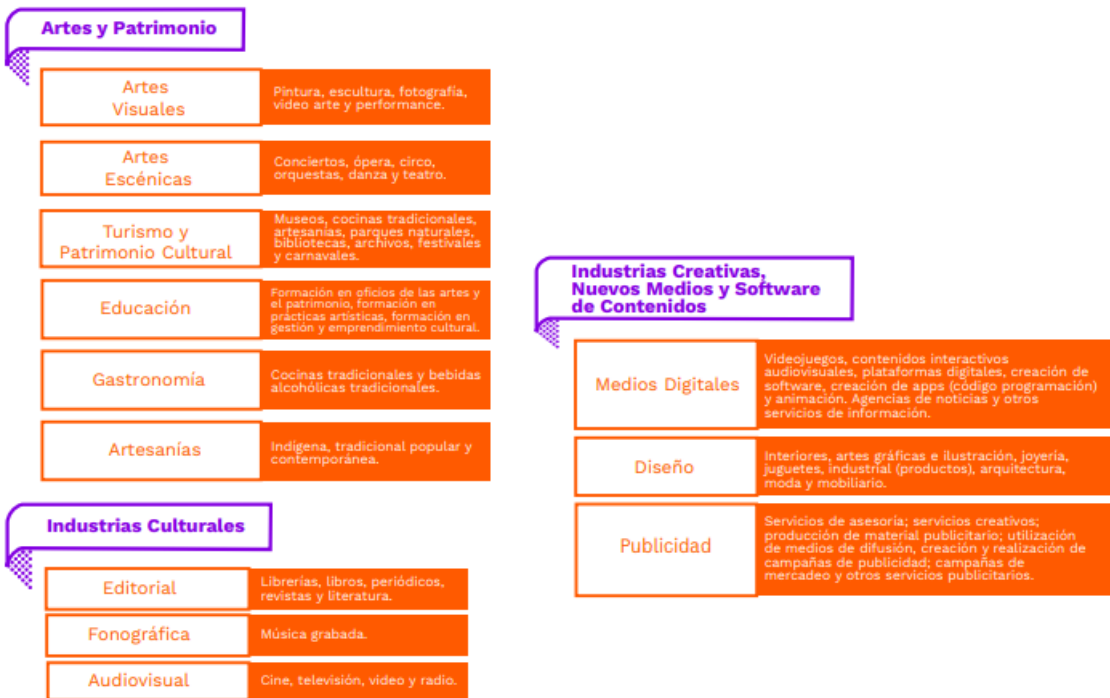 Artes y Patrimonio
Artes
Visuales
Pintura, escultura, fotografía,
video arte y performance.
Artes
Escénicas
Conciertos, ópera, circo,
orquestas, danza y teatro.
Turismo y
Patrimonio Cultural
Museos, cocinas tradicionales,
artesanías, parques naturales,
bibliotecas, archivos, festivales
y carnavales.
Educación
Formación en oficios de las artes y
el patrimonio, formación en
prácticas artísticas, formación en
gestión y emprendimiento cultural.
Gastronomía
Cocinas tradicionales y bebidas
alcohólicas tradicionales.
Artesanías
Indígena, tradicional popular y
contemporánea.
Industrias Culturales
Editorial
Librerías, libros, periódicos,
revistas y literatura.
Fonográfica
Música grabada.
Audiovisual
Cine, televisión, video y radio.
Industrias Creativas,
Nuevos Medios y Software
de Contenidos
Medios Digitales
Videojuegos, contenidos interactivos
audiovisuales, plataformas digitales, creación de
software, creación de apps (código programación)
y animación. Agencias de noticias y otros
servicios de información.
Diseño
Interiores, artes gráficas e ilustración, joyería,
juguetes, industrial (productos), arquitectura,
moda y mobiliario.
Publicidad
Servicios de asesoría; servicios creativos;
producción de material publicitario; utilización
de medios de difusión, creación y realización de
campañas de publicidad; campañas de
mercadeo y otros servicios publicitarios.